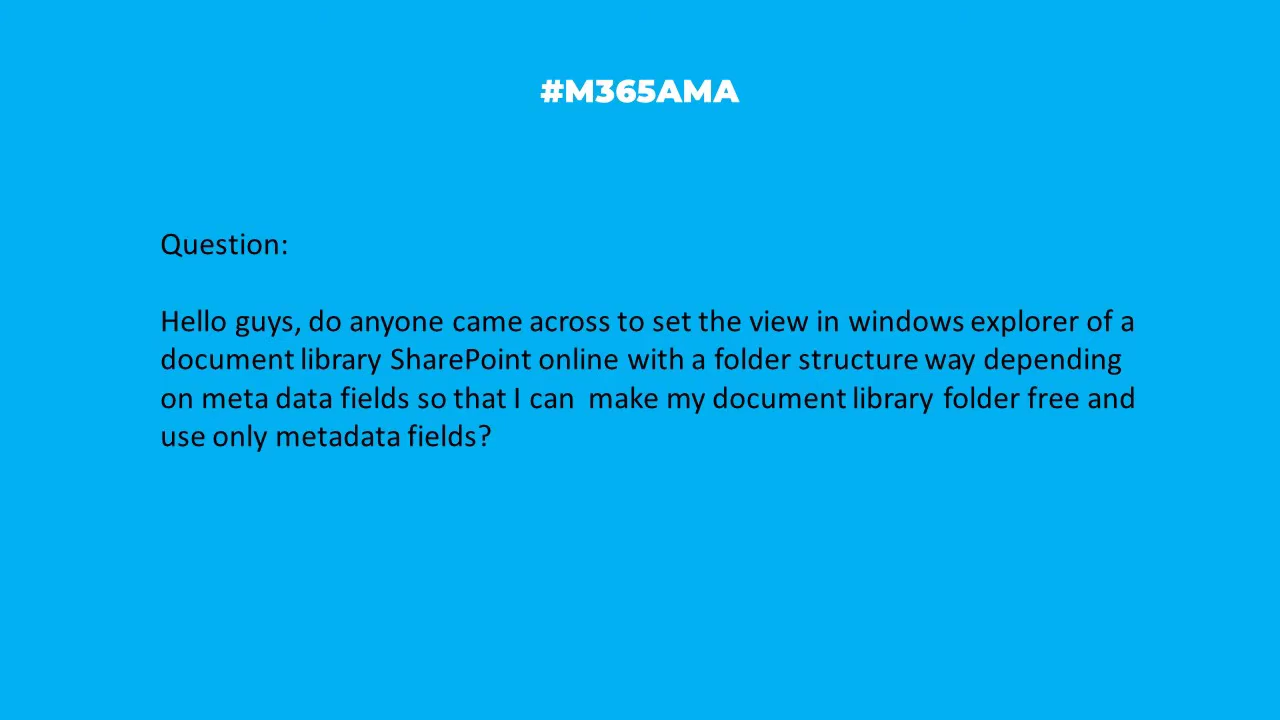 #M365AMA
Question:
Hello guys, do anyone came across to set the view in windows explorer of a
document library SharePoint online with a folder structure way depending
on meta data fields so that I can make my document library folder free and
use only metadata fields?